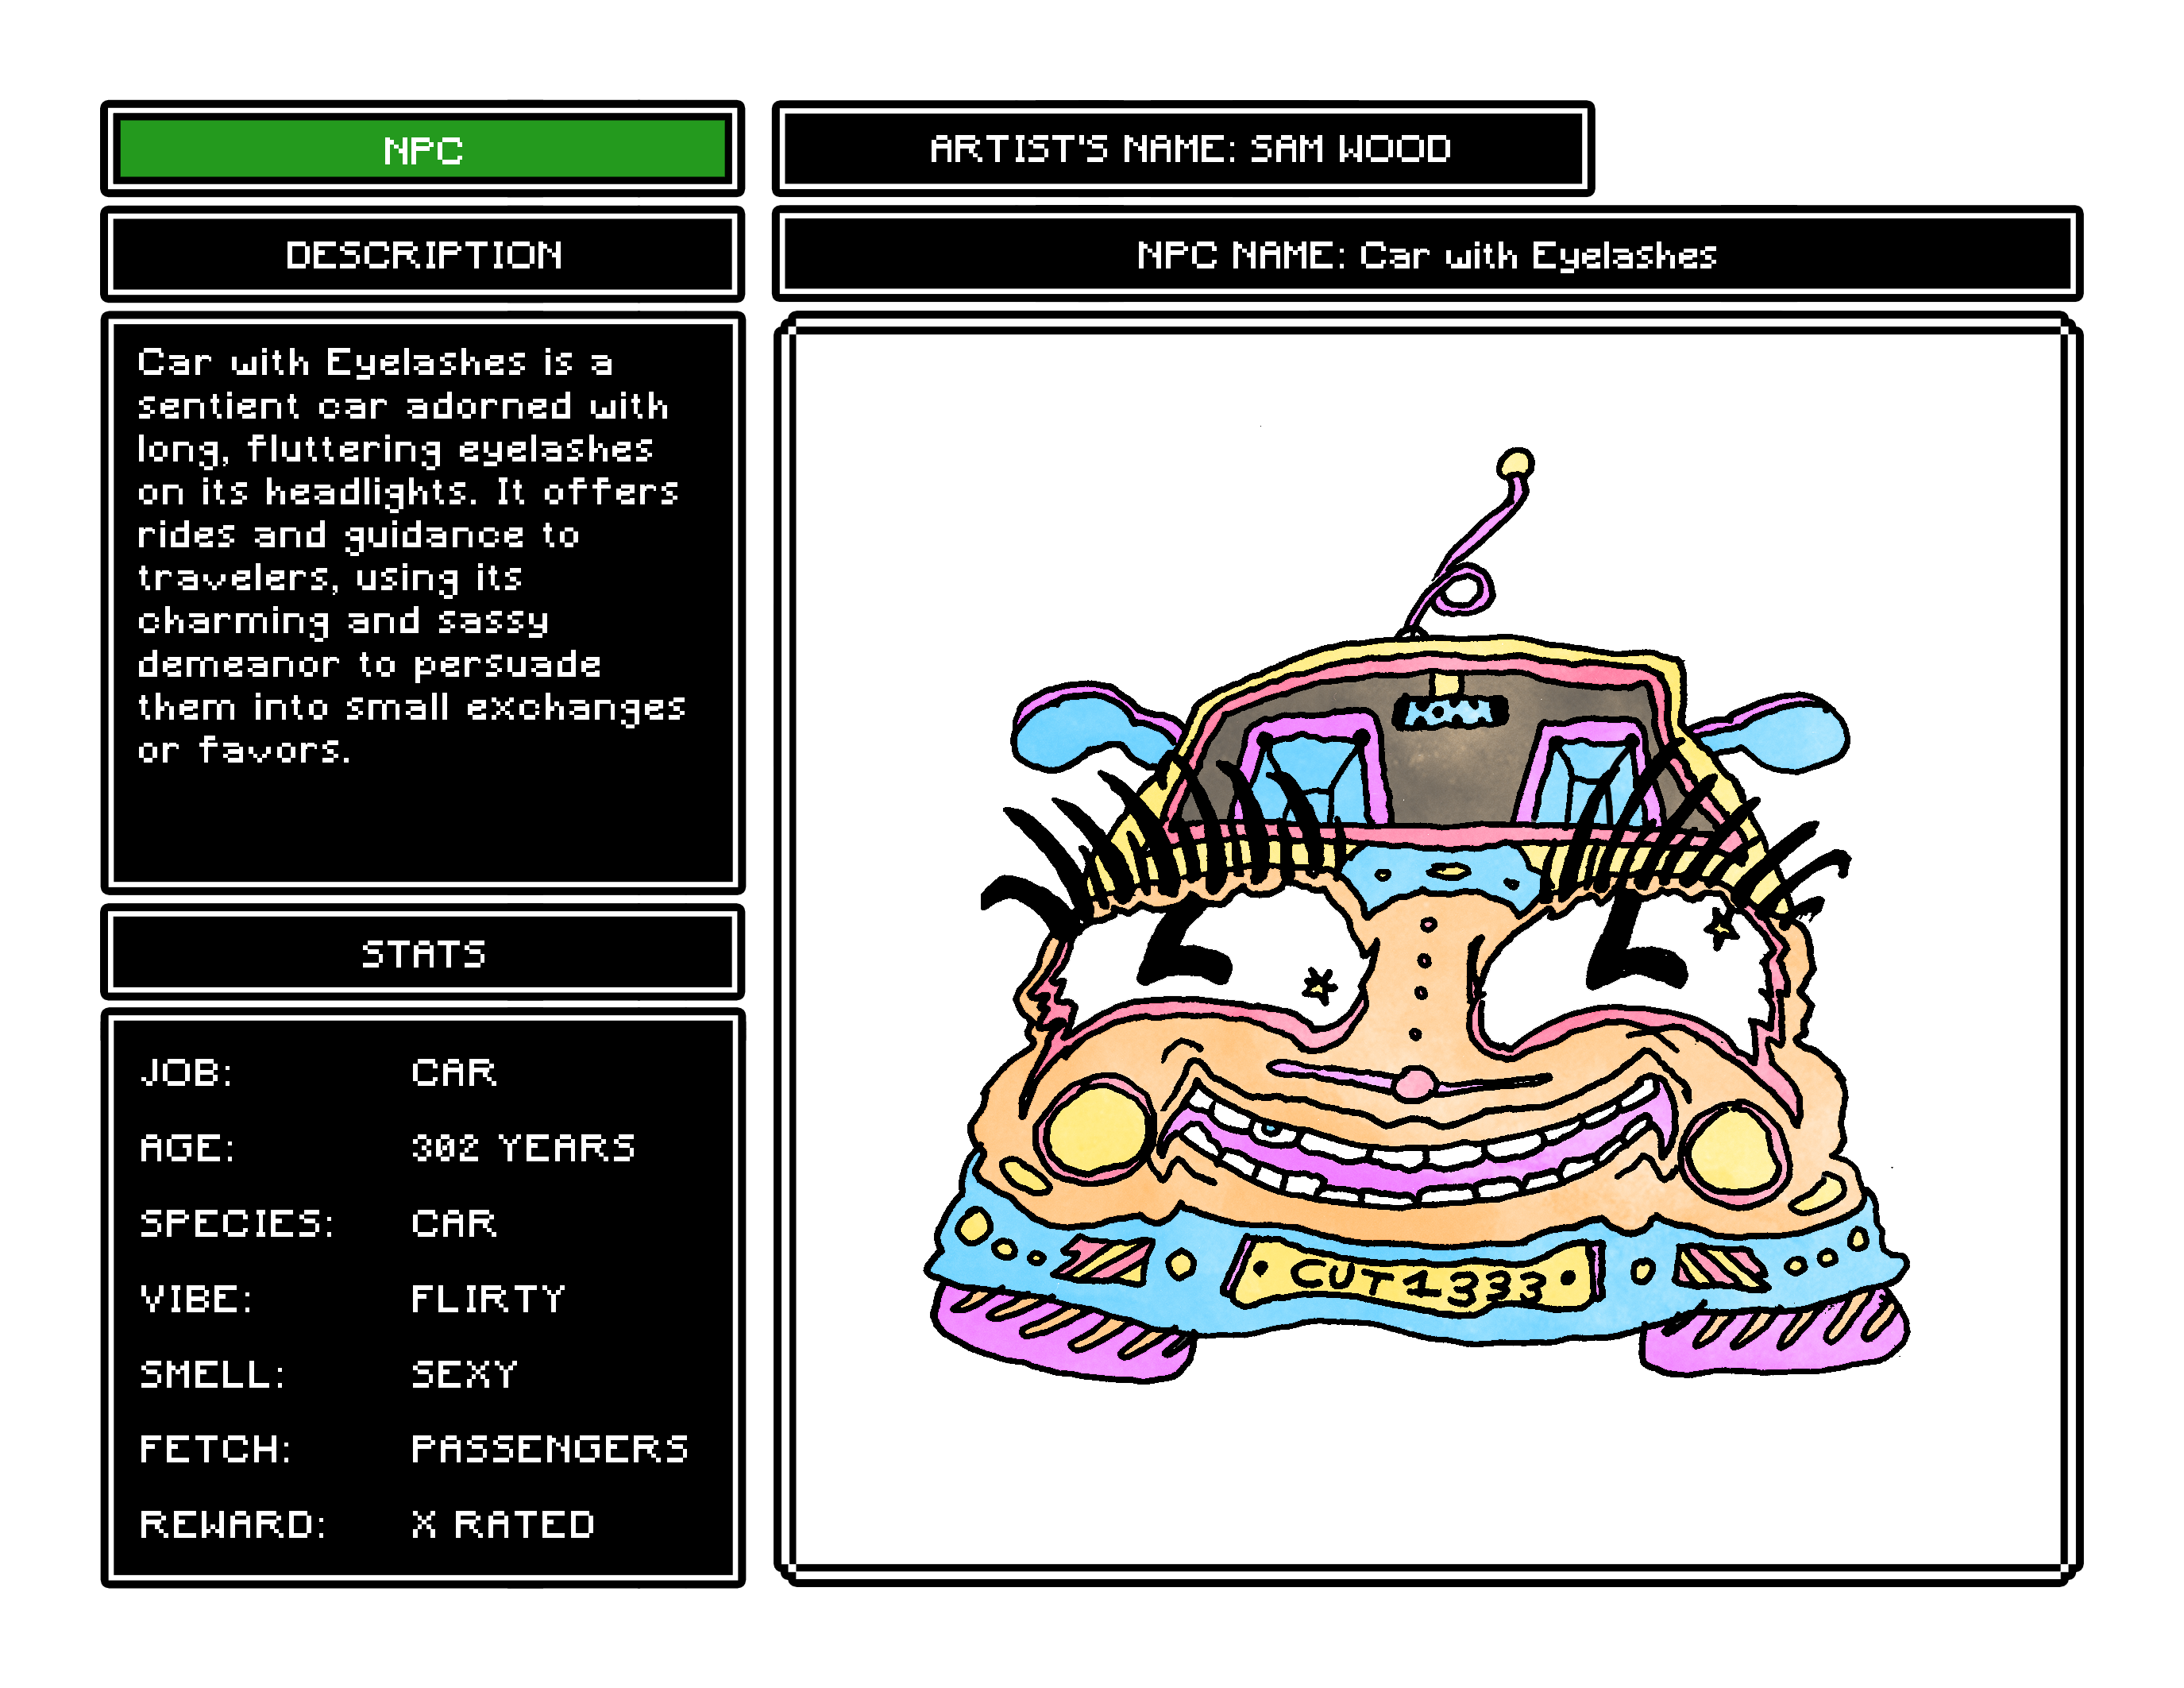 NPC
ARTIST'S NAME: SAM WOOD
DESCRIPTION
NPC NAME: Car with Eyelashes
Car with Eyelashes is a
sentient car adorned with
long, fluttering eyelashes
on its headlights. It offers
rides and guidance to
travelers, using its
charming and sassy
demeanor to persuade
them into small exchanges
or favors.
STATS
JOB: CAR
AGE: 302 YEARS
SPECIES: CAR
VIBE: FLIRTY
SMELL: SEXY
FETCH: PASSENGERS
REWARD: X RATED
CUT1333